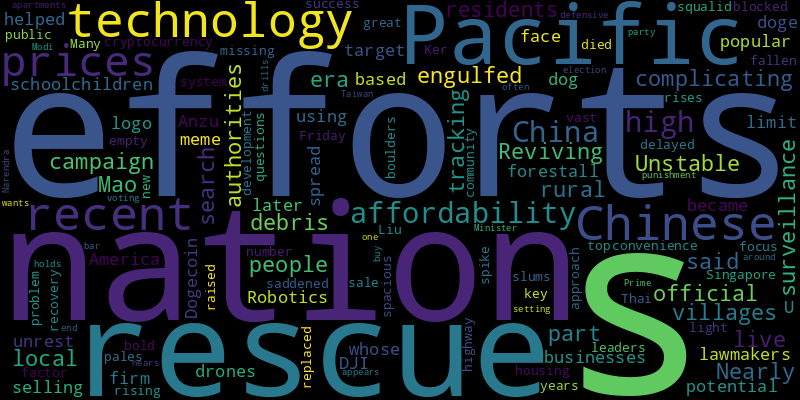 apartments success defensive
helped technology Pacific residents squalid blocked
public great doge
Modi Many cryptocurrency missing target face died party popular
prices era based engulfed dog Ker fallen
schoolchildren system drills Taiwan often election complicating
efforts
logo Anzu authorities using boulders tracking China high vast rises limit
empty meme development questions Friday community Reviving delayed
campaign search spread forestall Unstable surveillance
Narendra Mao new voting rural punishment
wants later affordability became
recent debris Liu Minister Chinese
nation one topconvenience focus around
bar America number buy spike approach said
holds people saddened sale spacious slums Singapore
problem recovery Dogecoin raised Robotics key Prime Thai official
end setting villages
unrest rescue S part light live
local bold replaced whose highway leaders lawmakers
pales hears DJI businesses Nearly
factor firm drones appears housing potential
selling rising years
U